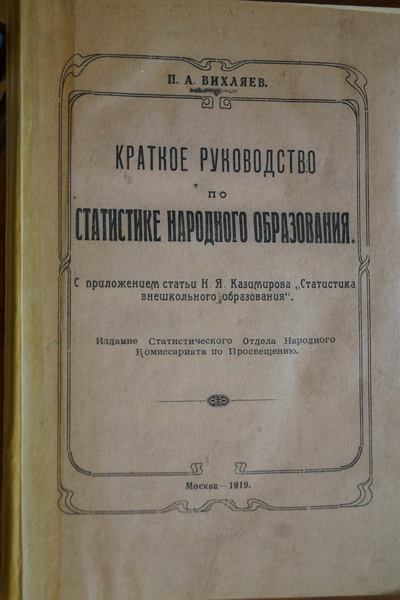 П. А. ВИХЛЯЕВ.
КРАТКОЕ РУКОВОДСТВО
ПО
СТАТИСТИКЕ НАРОДНОГО ОБРАЗОВАНИЯ.
С приложением статьи Н. Я. Казимирова „Статистика
внешкольного образования“.
Издание Статистического Отдела Народного
Комиссариата по Просвещению.
Москва—1919.